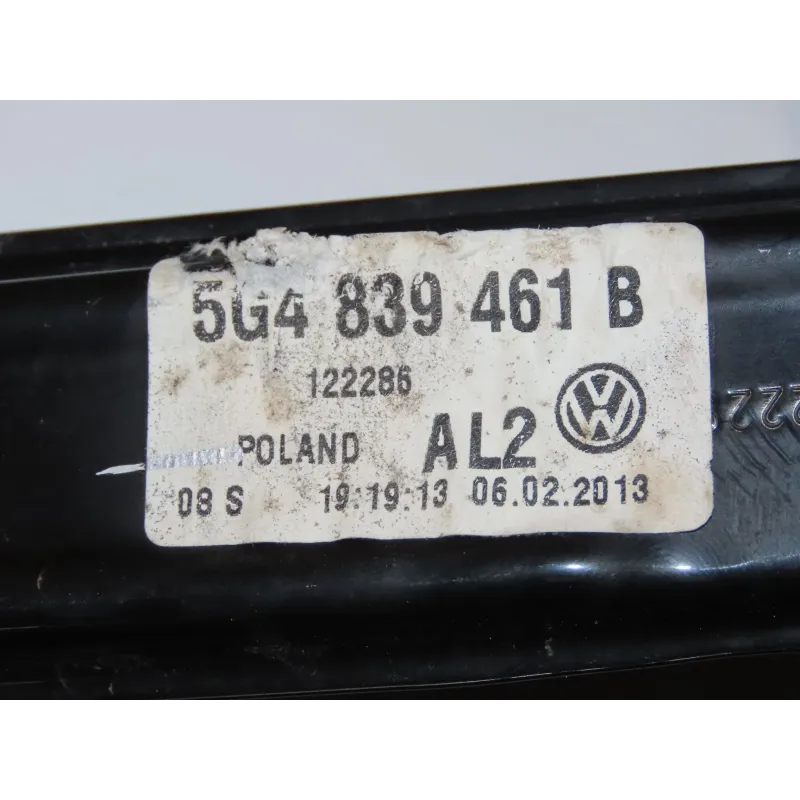 5G4 839 461 B
122286
POLAND AL2
08 S 19:19:13 06.02.2013